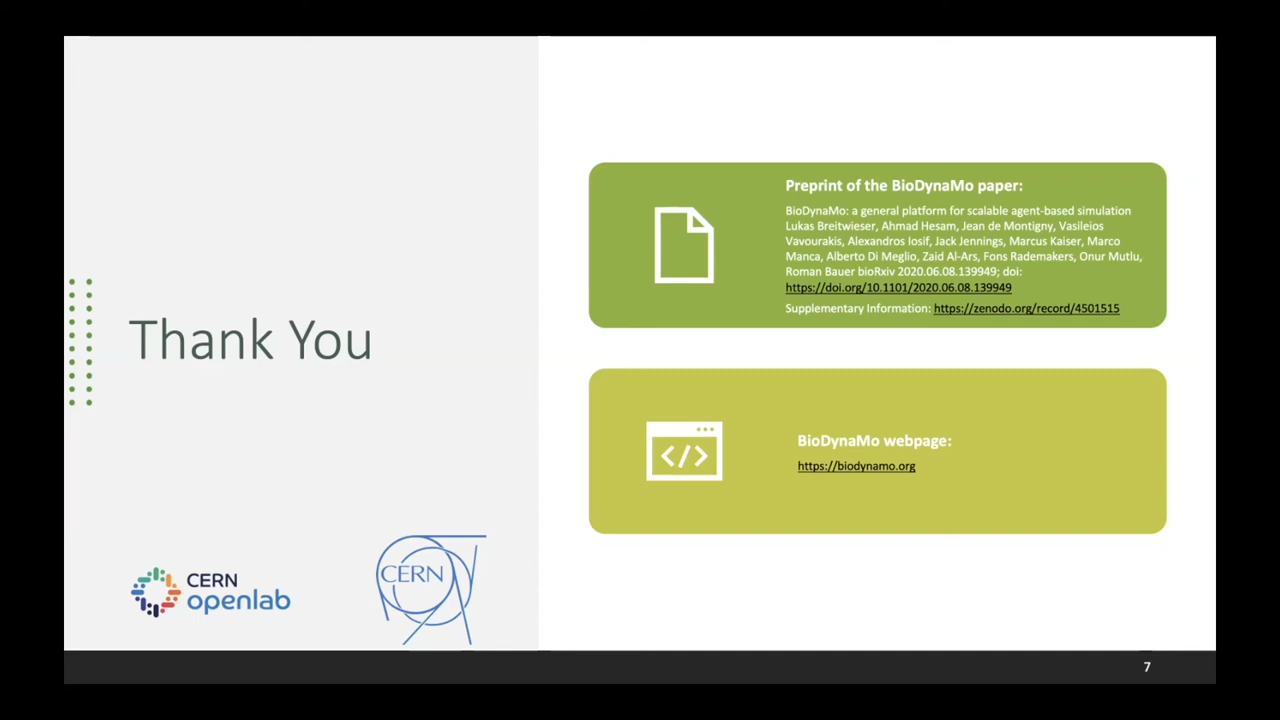 Thank You
CERN
openlab
CERN
Preprint of the BioDynaMo paper:
BioDynaMo: a general platform for scalable agent-based simulation
Lukas Breitwieser, Ahmad Hesam, Jean de Montigny, Vasileios
Vavourakis, Alexandros Iosif, Jack Jennings, Marcus Kaiser, Marco
Manca, Alberto Di Meglio, Zaid Al-Ars, Fons Rademakers, Onur Mutlu,
Roman Bauer bioRxiv 2020.06.08.139949; doi:
https://doi.org/10.1101/2020.06.08.139949
Supplementary Information: https://zenodo.org/record/4501515
</>
BioDynaMo webpage:
https://biodynamo.org
7